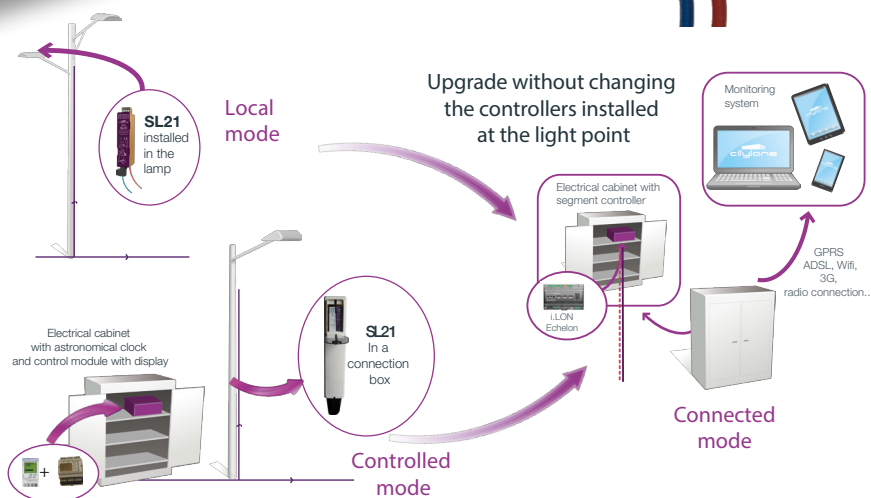 SL21
installed
in the
lamp
Local
mode
Upgrade without changing
the controllers installed
at the light point
Monitoring
system
citylone
Electrical cabinet with
segment controller
i.LON
Echelon
GPRS
ADSL, Wifi,
3G,
radio connection..
Connected
mode
Electrical cabinet
with astronomical clock
and control module with display
+
SL21
In a
connection
box
Controlled
mode